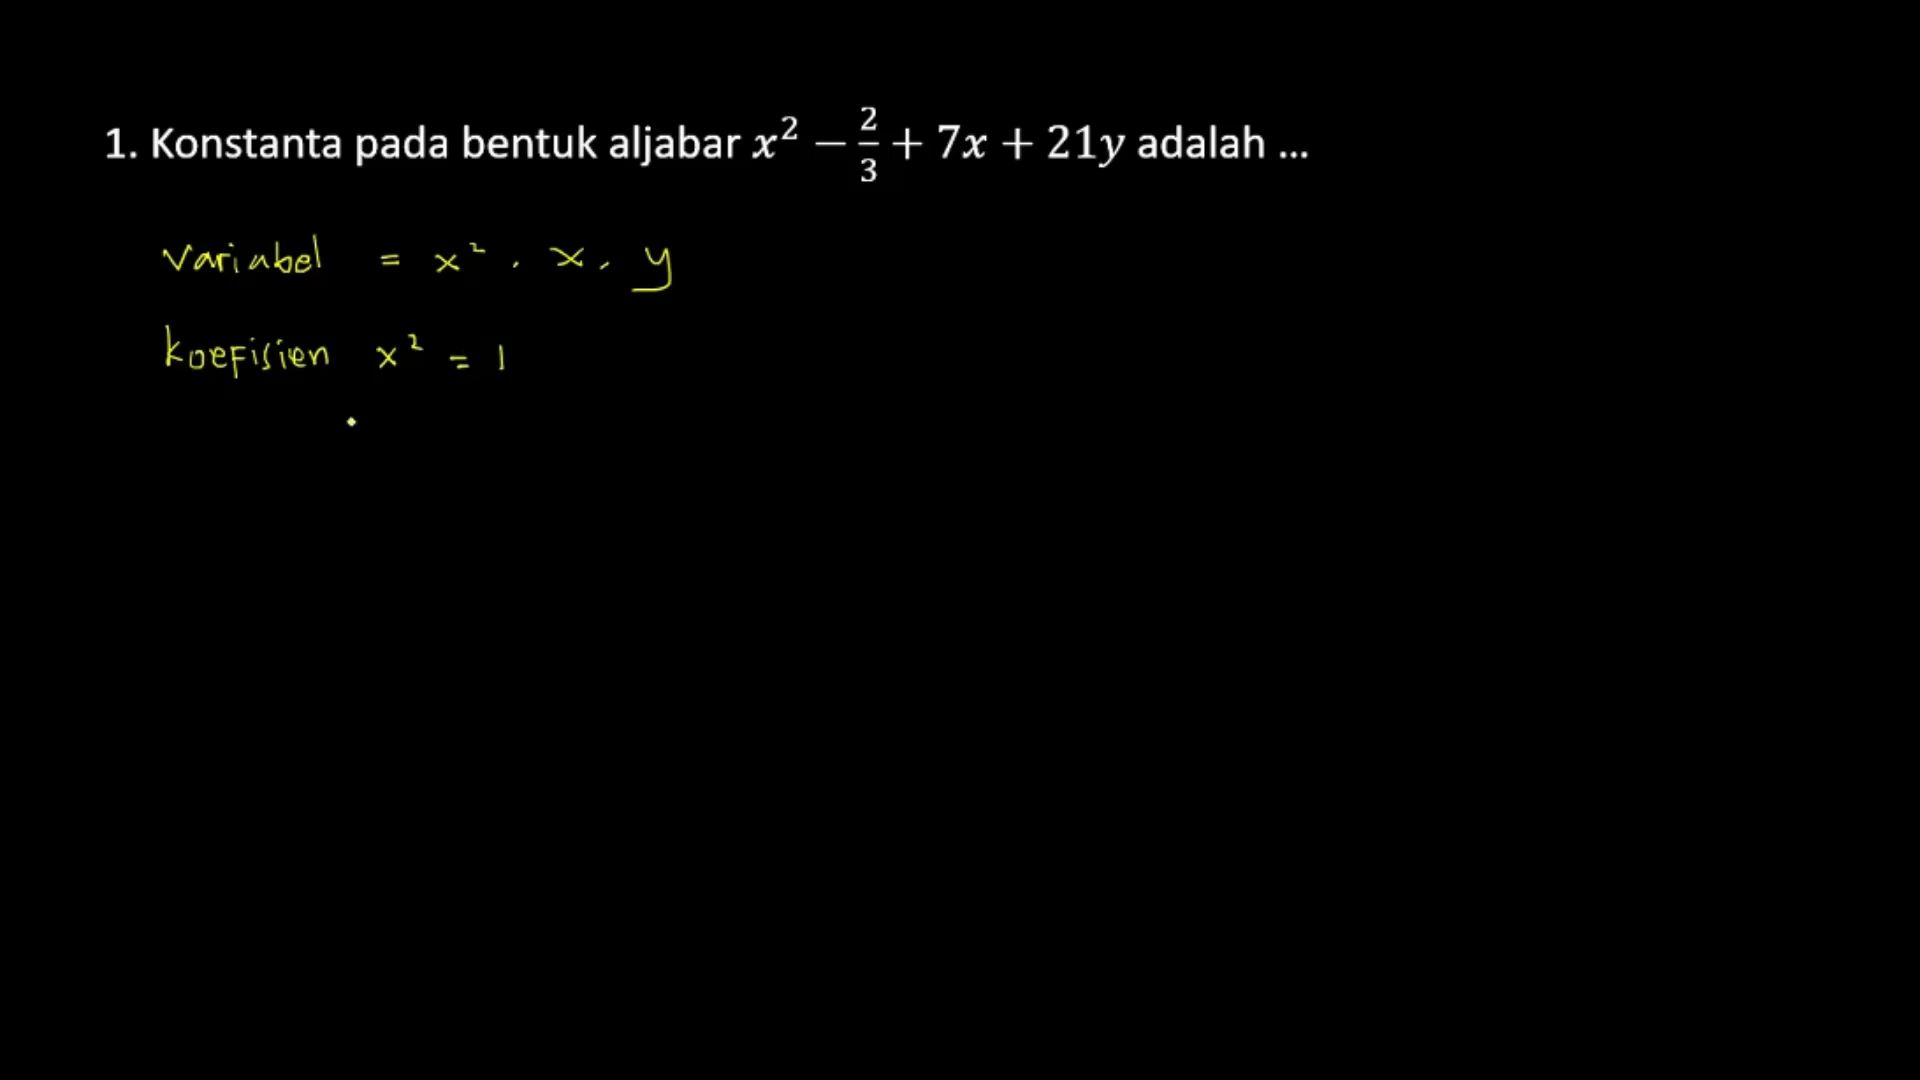 1. Konstanta pada bentuk aljabar x² − 2/3 + 7x + 21y adalah ...
Variabel = x² , x , y
koefisien x² = 1